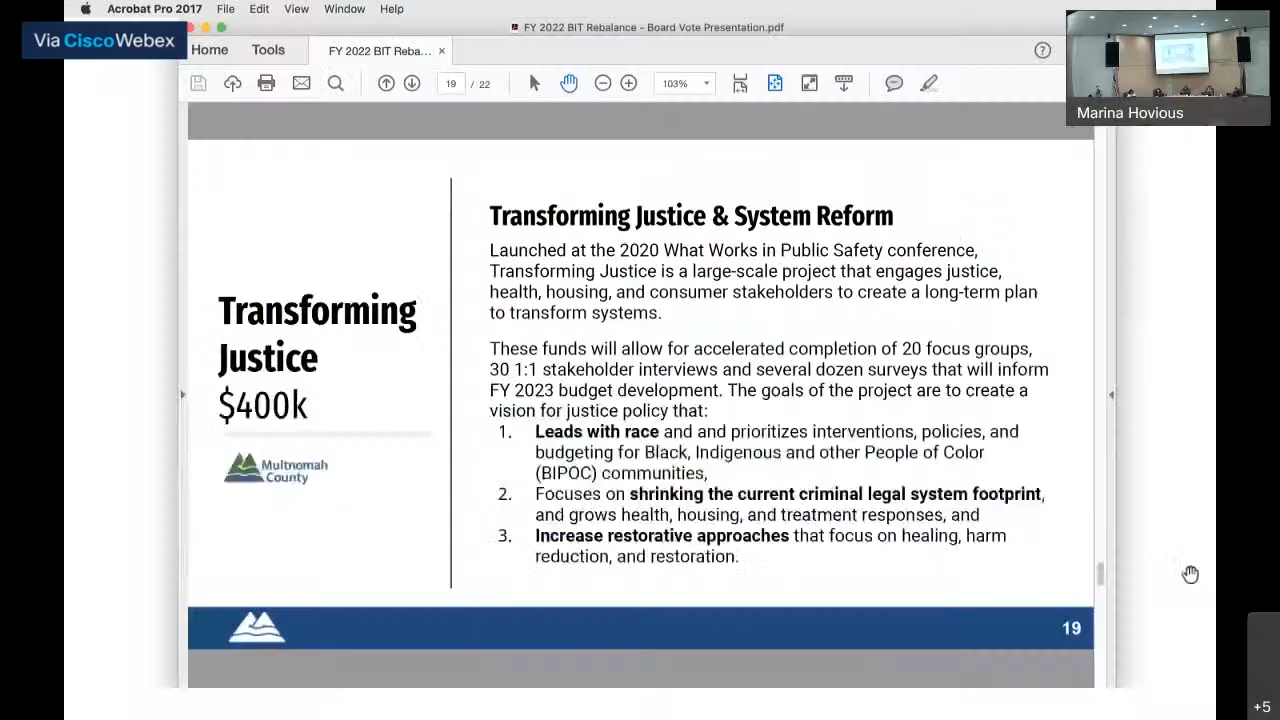 Acrobat Pro 2017 File Edit View Window Help
Via Cisco Webex
FY 2022 BIT Rebalance - Board Vote Presentation.pdf
Home Tools FY 2022 BIT Reba... ×
19 / 22
103%
Marina Hovious
Transforming
Justice
$400k
Multnomah
County
Transforming Justice & System Reform
Launched at the 2020 What Works in Public Safety conference,
Transforming Justice is a large-scale project that engages justice,
health, housing, and consumer stakeholders to create a long-term plan
to transform systems.
These funds will allow for accelerated completion of 20 focus groups,
30 1:1 stakeholder interviews and several dozen surveys that will inform
FY 2023 budget development. The goals of the project are to create a
vision for justice policy that:
1. Leads with race and and prioritizes interventions, policies, and
budgeting for Black, Indigenous and other People of Color
(BIPOC) communities,
2. Focuses on shrinking the current criminal legal system footprint,
and grows health, housing, and treatment responses, and
3. Increase restorative approaches that focus on healing, harm
reduction, and restoration.
19
+5